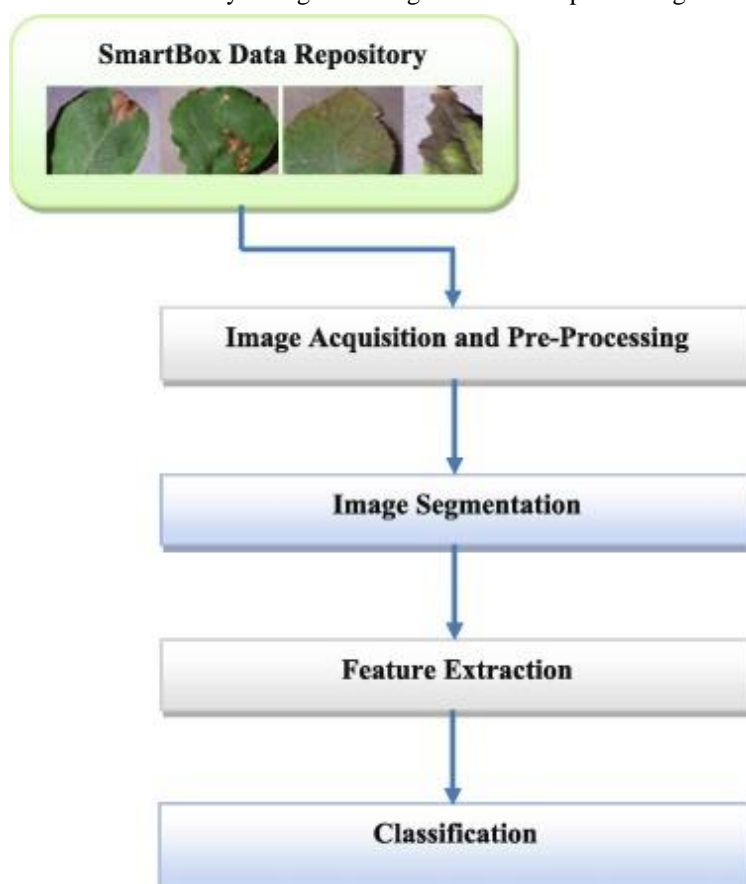 SmartBox Data Repository
Image Acquisition and Pre-Processing
Image Segmentation
Feature Extraction
Classification